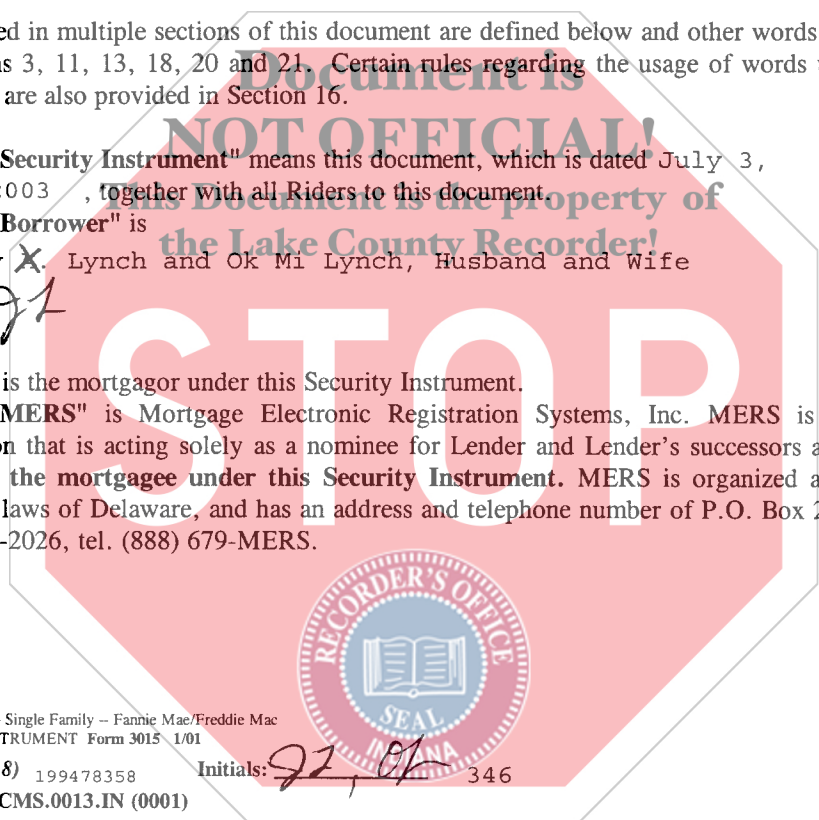 ed in multiple sections of this document are defined below and other words
s 3, 11, 13, 18, 20 and 21. Certain rules regarding the usage of words
are also provided in Section 16.
Document is
NOT OFFICIAL!
This Document is the property of
the Lake County Recorder!
Security Instrument" means this document, which is dated July 3,
003 , together with all Riders to this document.
Borrower" is
X. Lynch and Ok Mi Lynch, Husband and Wife
JL
STOP
is the mortgagor under this Security Instrument.
MERS" is Mortgage Electronic Registration Systems, Inc. MERS is
on that is acting solely as a nominee for Lender and Lender's successors a
the mortgagee under this Security Instrument. MERS is organized a
laws of Delaware, and has an address and telephone number of P.O. Box 2
-2026, tel. (888) 679-MERS.
RECORDER'S OFFICE
SEAL
INDIANA
Single Family -- Fannie Mae/Freddie Mac
TRUMENT Form 3015 1/01
8) 199478358 Initials: JL, OL 346
CMS.0013.IN (0001)